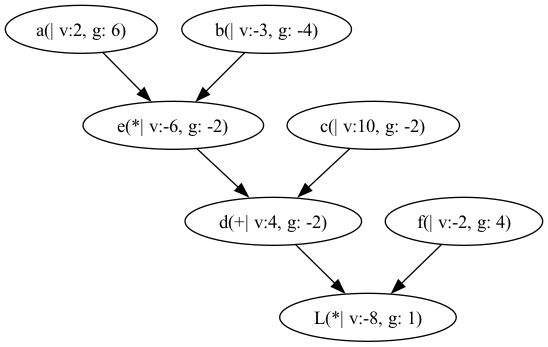 a(| v:2, g: 6)
b(| v:-3, g: -4)
e(*| v:-6, g: -2)
c(| v:10, g: -2)
d(+| v:4, g: -2)
f(| v:-2, g: 4)
L(*| v:-8, g: 1)